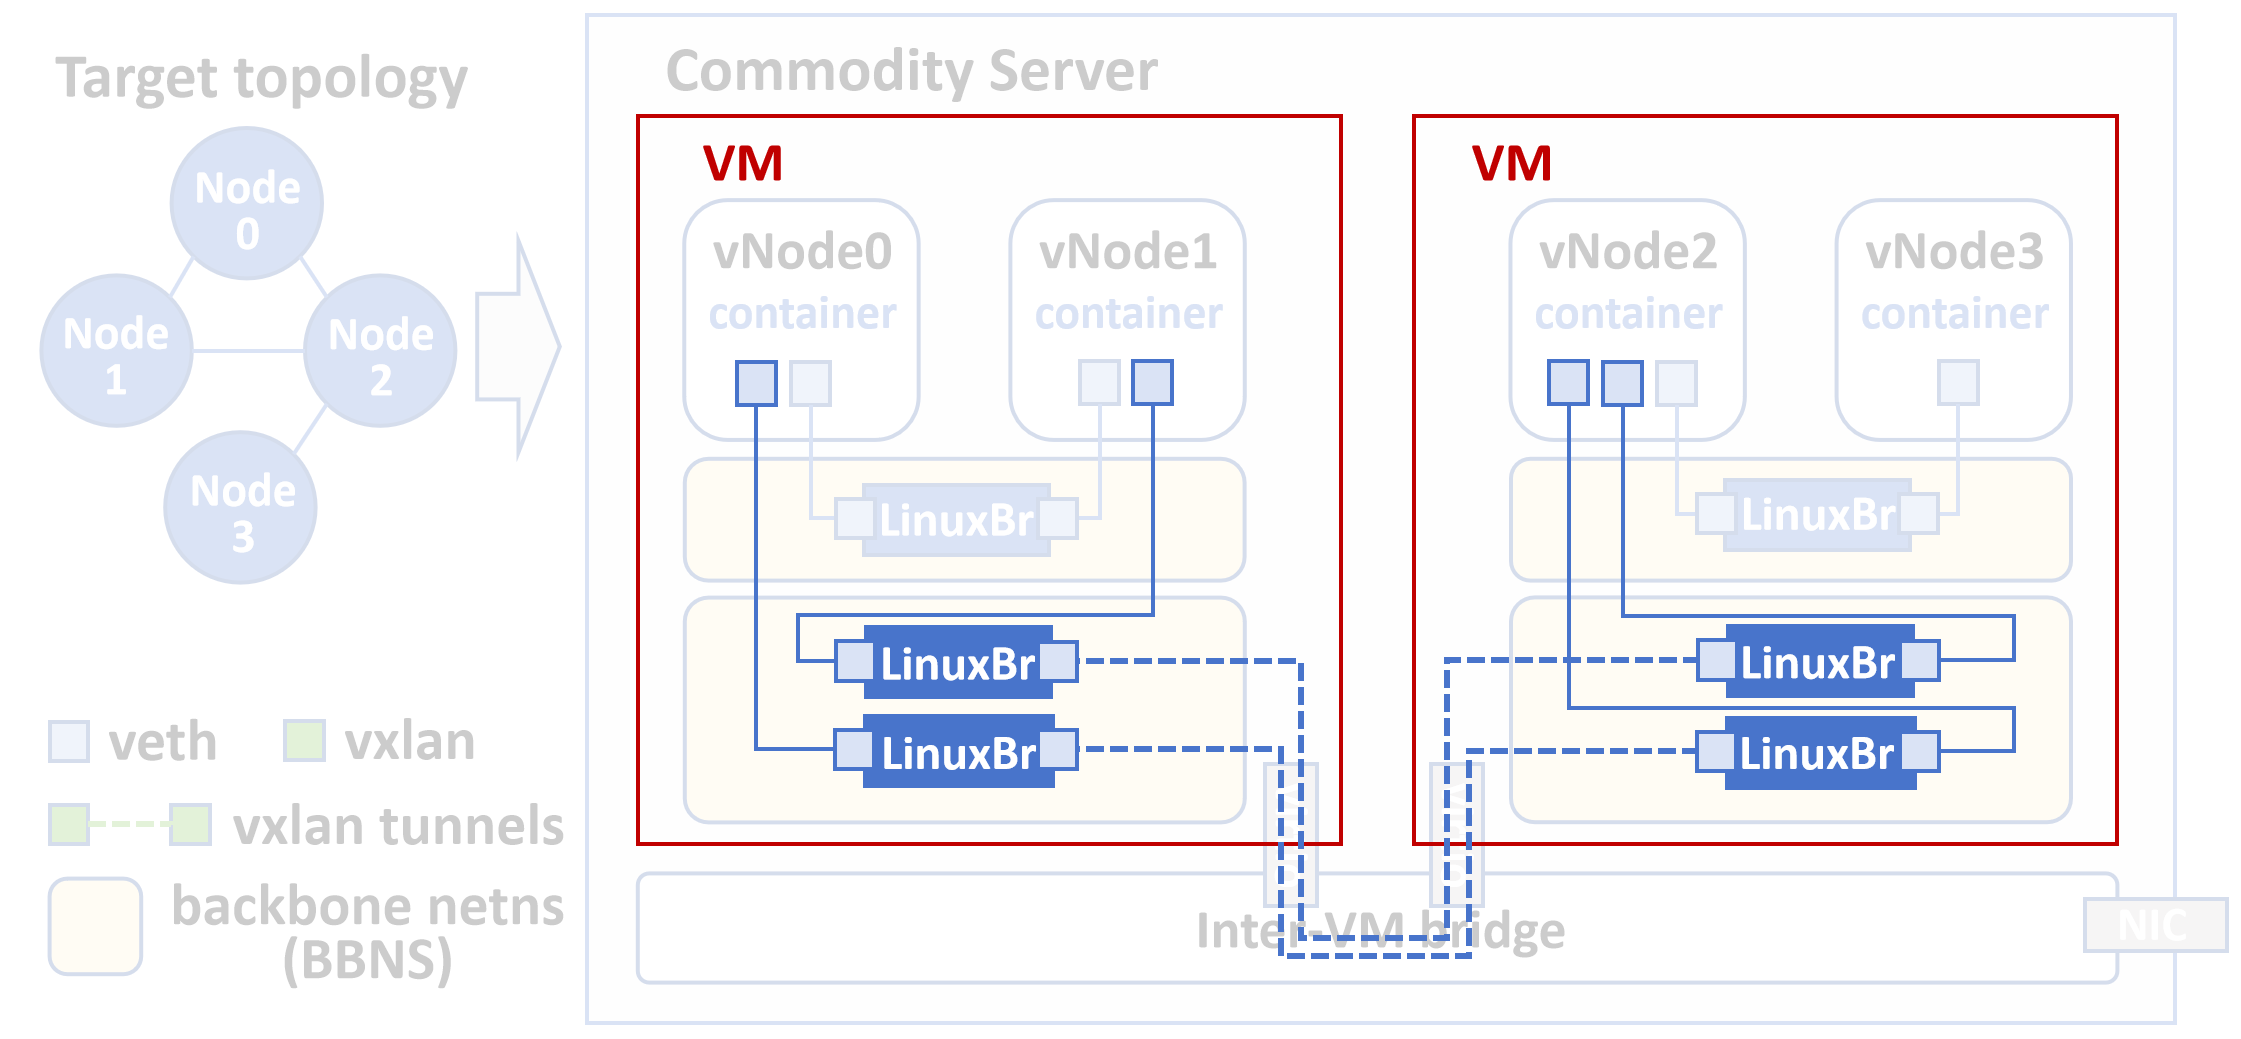 Target topology
Node
0
Node
1
Node
2
Node
3
veth
vxlan
vxlan tunnels
backbone netns
(BBNS)
Commodity Server
VM
vNode0
container
vNode1
container
LinuxBr
LinuxBr
LinuxBr
VM
vNode2
container
vNode3
container
LinuxBr
LinuxBr
LinuxBr
Inter-VM bridge
NIC